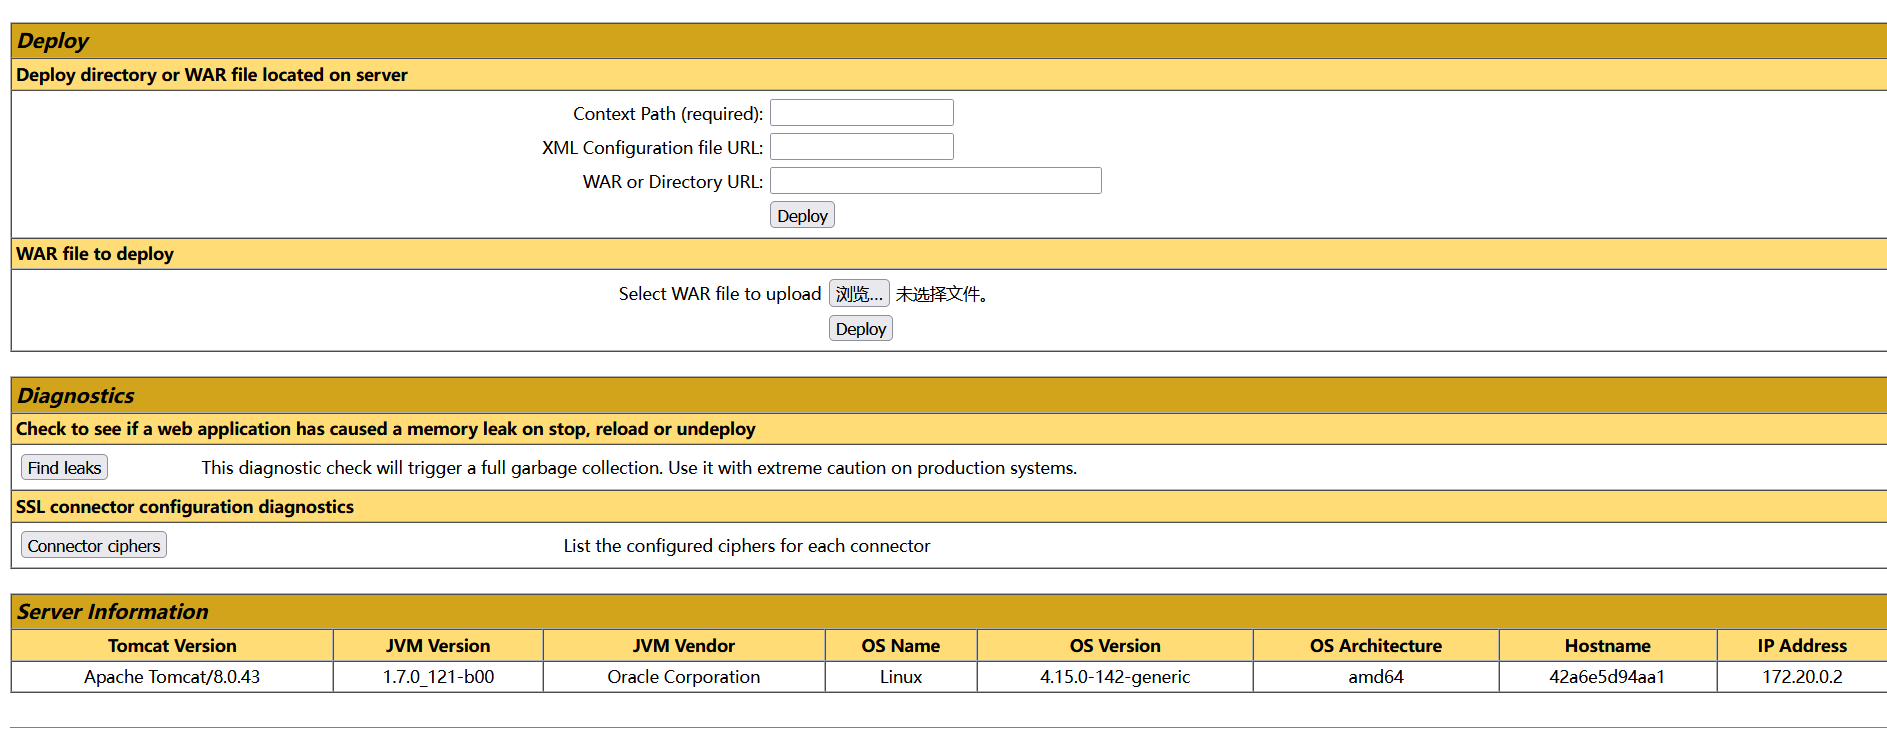 Deploy
Deploy directory or WAR file located on server
Context Path (required):
XML Configuration file URL:
WAR or Directory URL:
Deploy
WAR file to deploy
Select WAR file to upload 浏览... 未选择文件。
Deploy
Diagnostics
Check to see if a web application has caused a memory leak on stop, reload or undeploy
Find leaks This diagnostic check will trigger a full garbage collection. Use it with extreme caution on production systems.
SSL connector configuration diagnostics
Connector ciphers List the configured ciphers for each connector
Server Information
Tomcat Version JVM Version JVM Vendor OS Name OS Version OS Architecture Hostname IP Address
Apache Tomcat/8.0.43 1.7.0_121-b00 Oracle Corporation Linux 4.15.0-142-generic amd64 42a6e5d94aa1 172.20.0.2